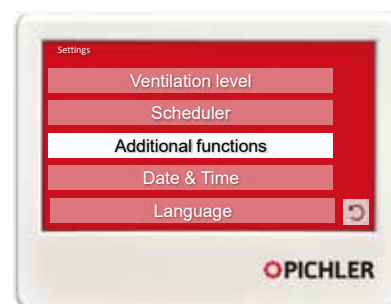 Settings
Ventilation level
Scheduler
Additional functions
Date & Time
Language
PICHLER